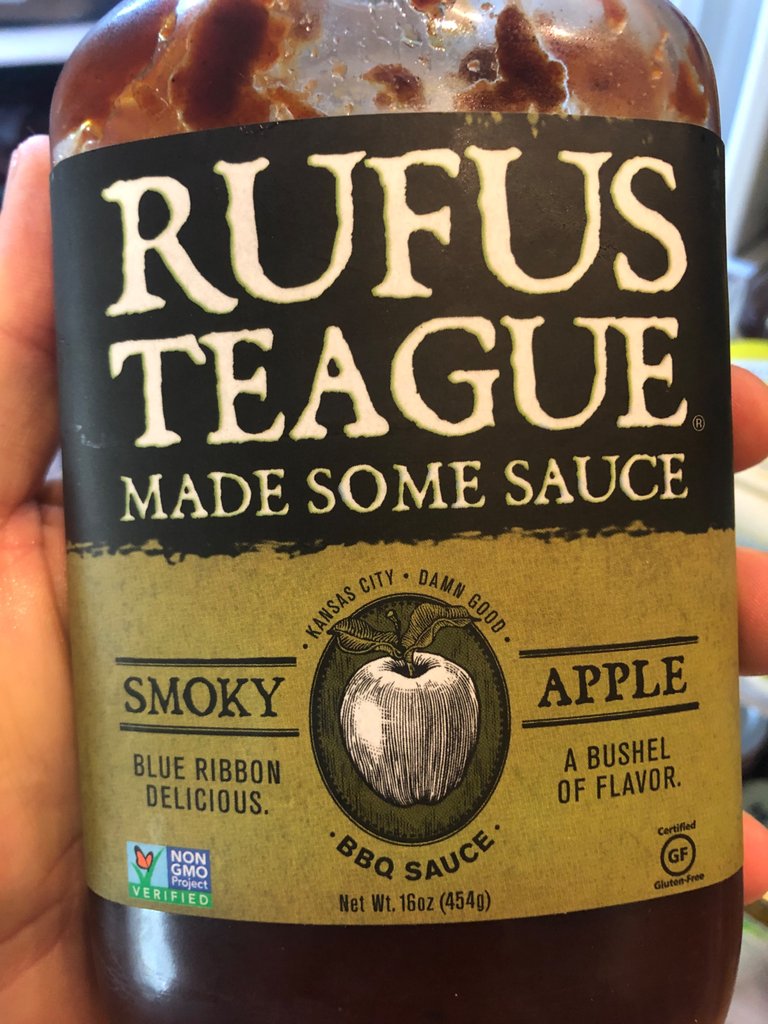 RUFUS
TEAGUE®
MADE SOME SAUCE
KANSAS CITY • DAMN GOOD
SMOKY
APPLE
BLUE RIBBON
DELICIOUS.
A BUSHEL
OF FLAVOR.
• BBQ SAUCE •
NON
GMO
Project
VERIFIED
Certified
GF
Gluten-Free
Net Wt. 16oz (454g)